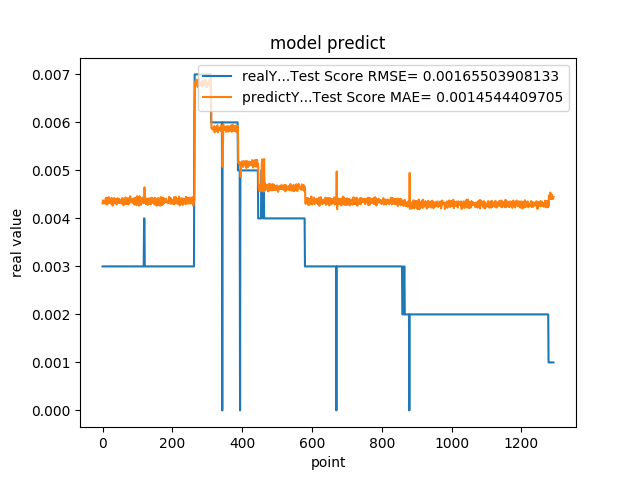 model predict
realY...Test Score RMSE= 0.00165503908133
predictY...Test Score MAE= 0.0014544409705
0.007
0.006
0.005
0.004
0.003
0.002
0.001
0.000
real value
0 200 400 600 800 1000 1200
point